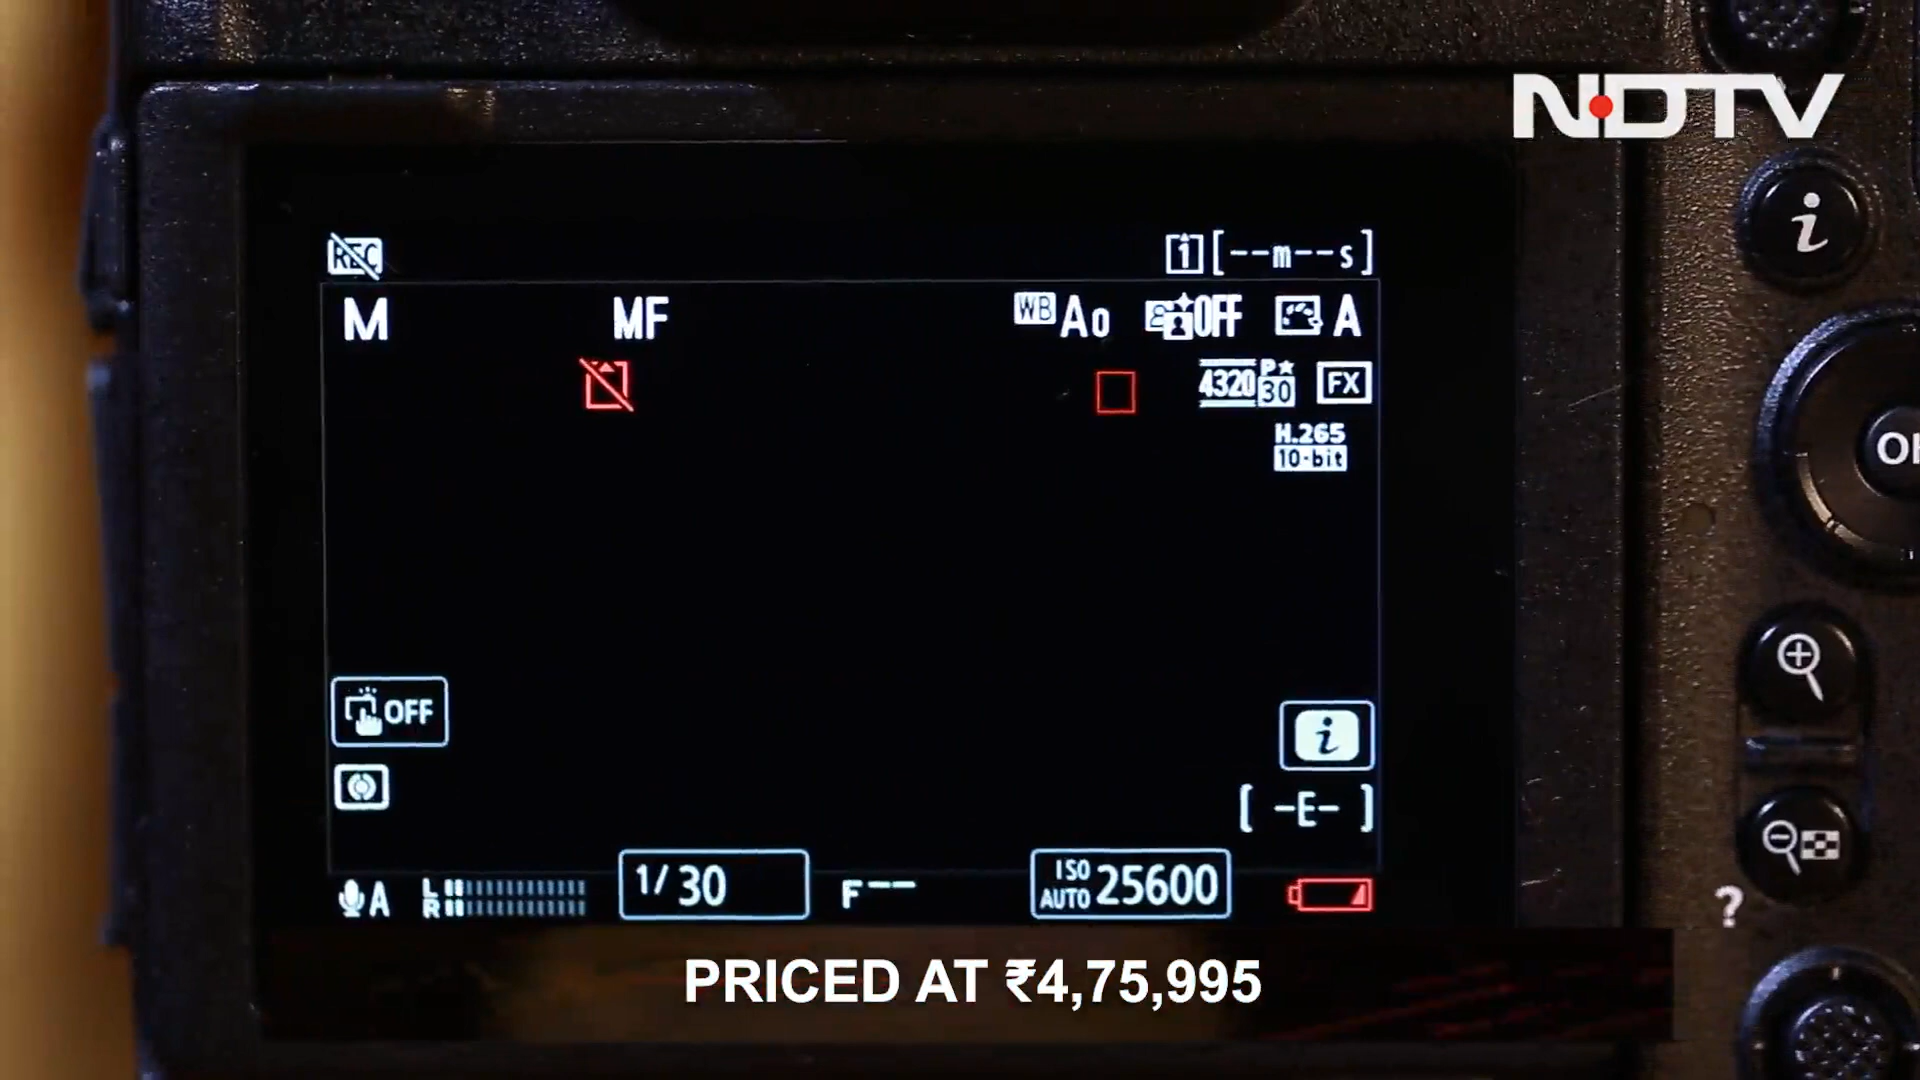 NDTV
REC
1 [--m--s]
M MF WB A0 OFF A
4320 P★ 30 FX
H.265
10-bit
OFF
i
i
OK
[ -E- ]
A L R 1/30 F-- ISO AUTO 25600
?
PRICED AT ₹4,75,995